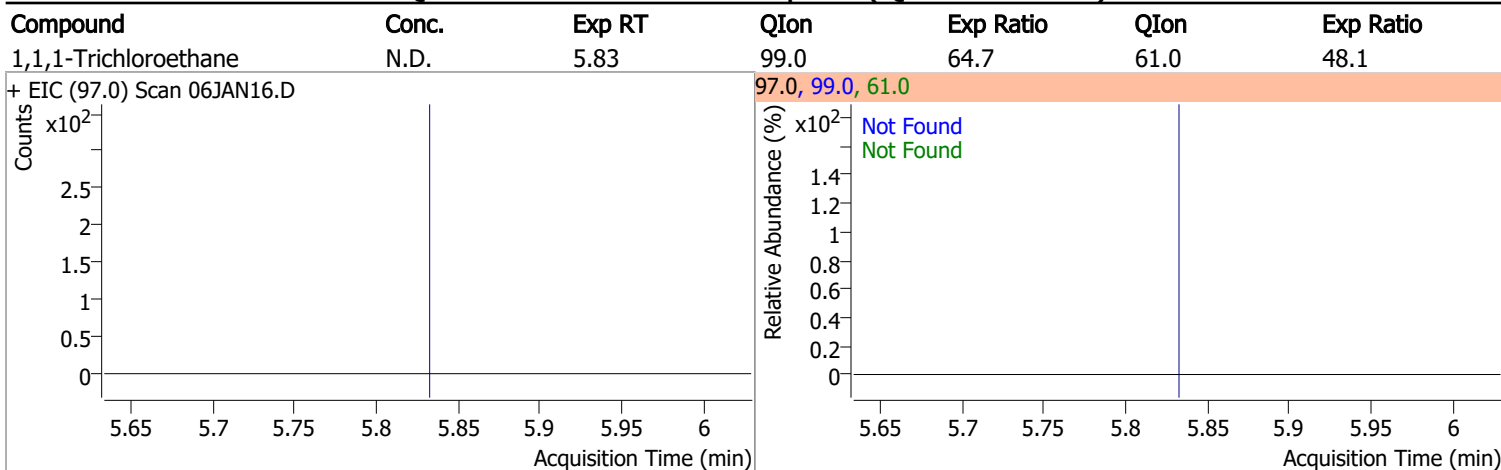 Compound Conc. Exp RT QIon Exp Ratio QIon Exp Ratio
1,1,1-Trichloroethane N.D. 5.83 99.0 64.7 61.0 48.1
+ EIC (97.0) Scan 06JAN16.D
Counts
x10²
2.5
2
1.5
1
0.5
0
5.65 5.7 5.75 5.8 5.85 5.9 5.95 6
Acquisition Time (min)
97.0, 99.0, 61.0
Relative Abundance (%)
x10²
Not Found
Not Found
1.4
1.2
1
0.8
0.6
0.4
0.2
0
5.65 5.7 5.75 5.8 5.85 5.9 5.95 6
Acquisition Time (min)